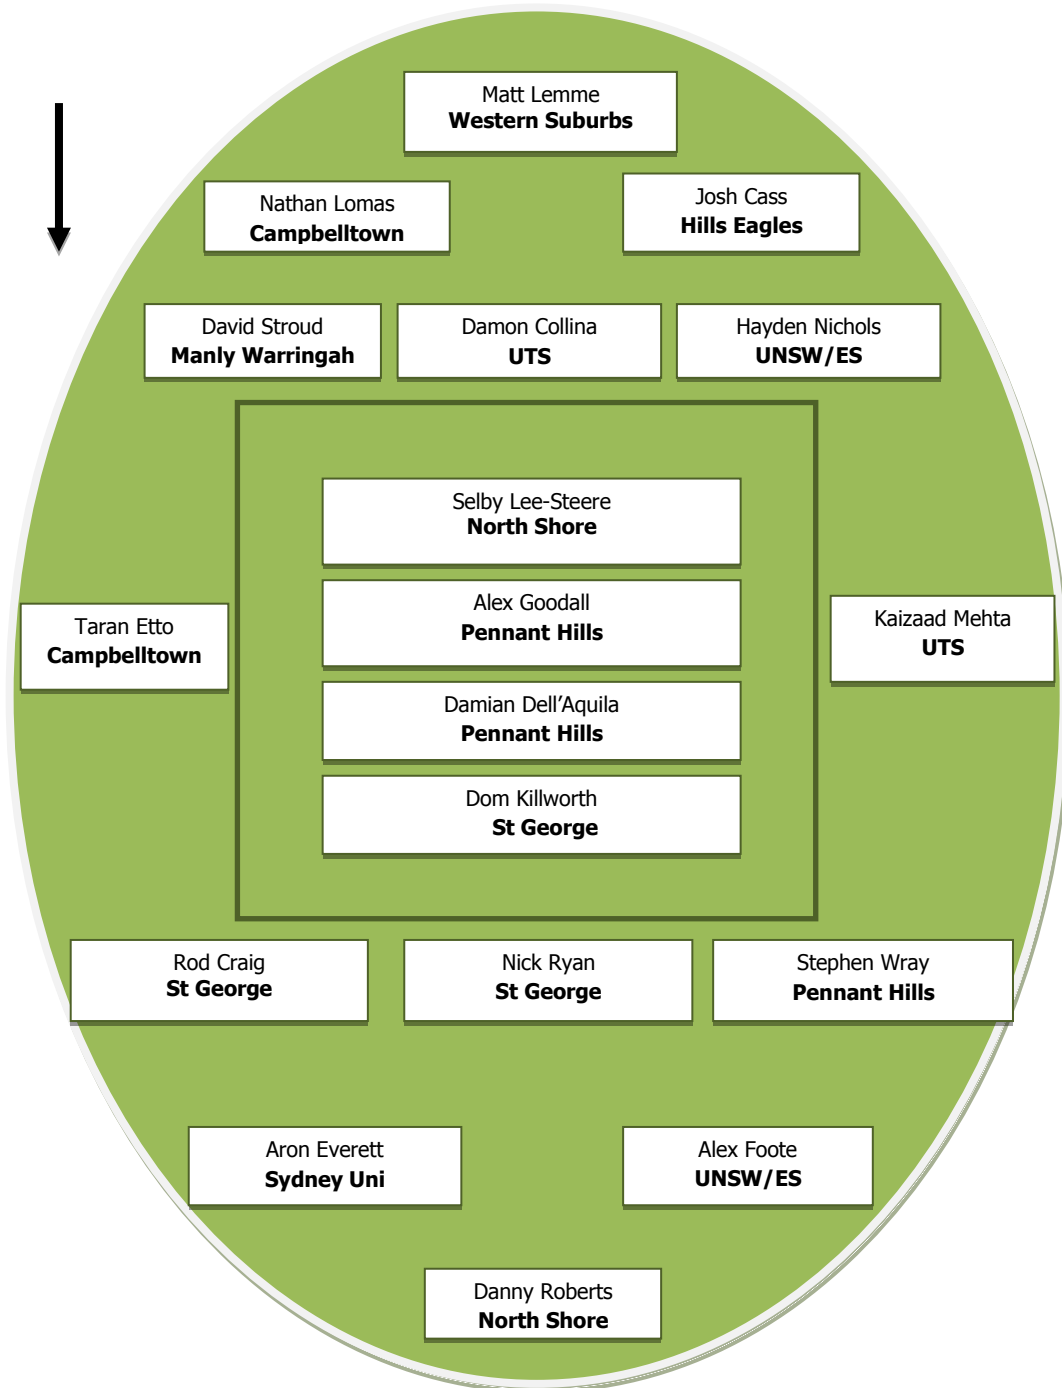 Matt Lemme
Western Suburbs
Nathan Lomas
Campbelltown
Josh Cass
Hills Eagles
David Stroud
Manly Warringah
Damon Collina
UTS
Hayden Nichols
UNSW/ES
Selby Lee-Steere
North Shore
Alex Goodall
Pennant Hills
Taran Etto
Campbelltown
Kaizaad Mehta
UTS
Damian Dell’Aquila
Pennant Hills
Dom Killworth
St George
Rod Craig
St George
Nick Ryan
St George
Stephen Wray
Pennant Hills
Aron Everett
Sydney Uni
Alex Foote
UNSW/ES
Danny Roberts
North Shore